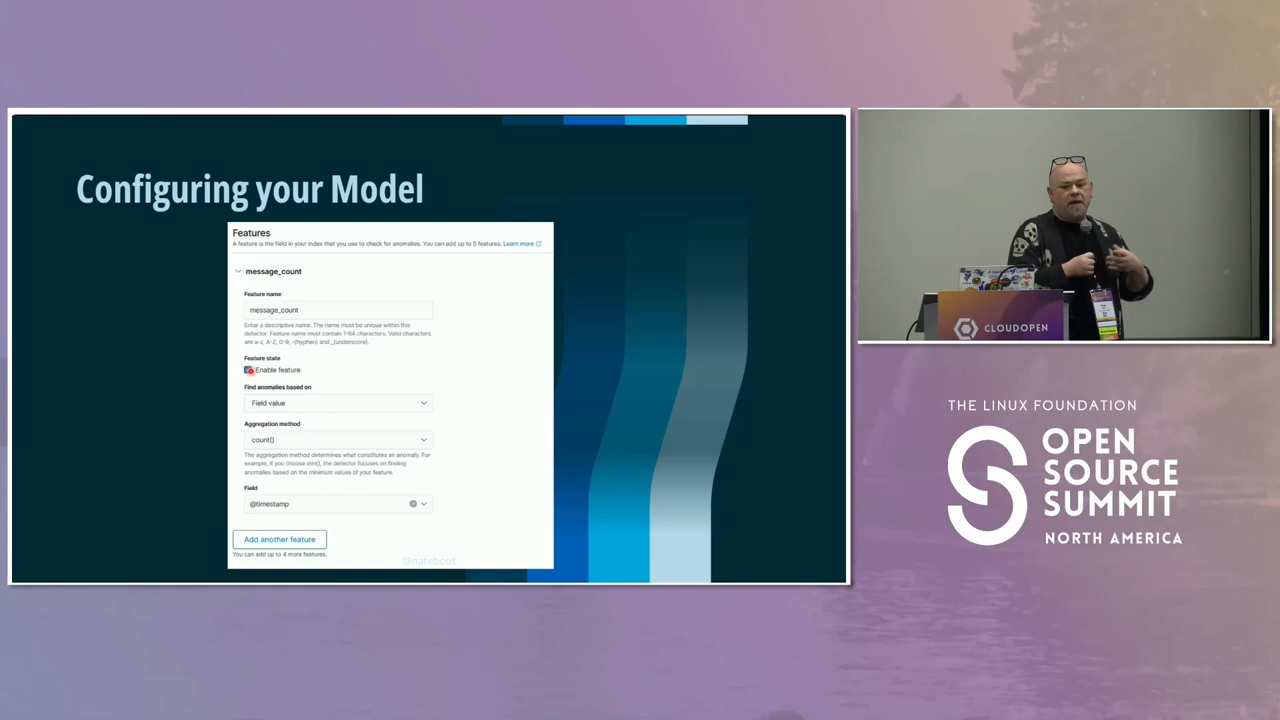 Configuring your Model
Features
A feature is the field in your index that you use to check for anomalies. You can add up to 5 features. Learn more
message_count
Feature name
message_count
Enter a descriptive name. The name must be unique within this
detector. Feature name must contain 1-64 characters. Valid characters
are a-z, A-Z, 0-9, -(hyphen) and _(underscore).
Feature state
Enable feature
Find anomalies based on
Field value
Aggregation method
count()
The aggregation method determines what constitutes an anomaly. For
example, if you choose min(), the detector focuses on finding
anomalies based on the minimum values of your feature.
Field
@timestamp
Add another feature
You can add up to 4 more features.
@nateboot
CLOUDOPEN
THE LINUX FOUNDATION
OPEN
SOURCE
SUMMIT
NORTH AMERICA